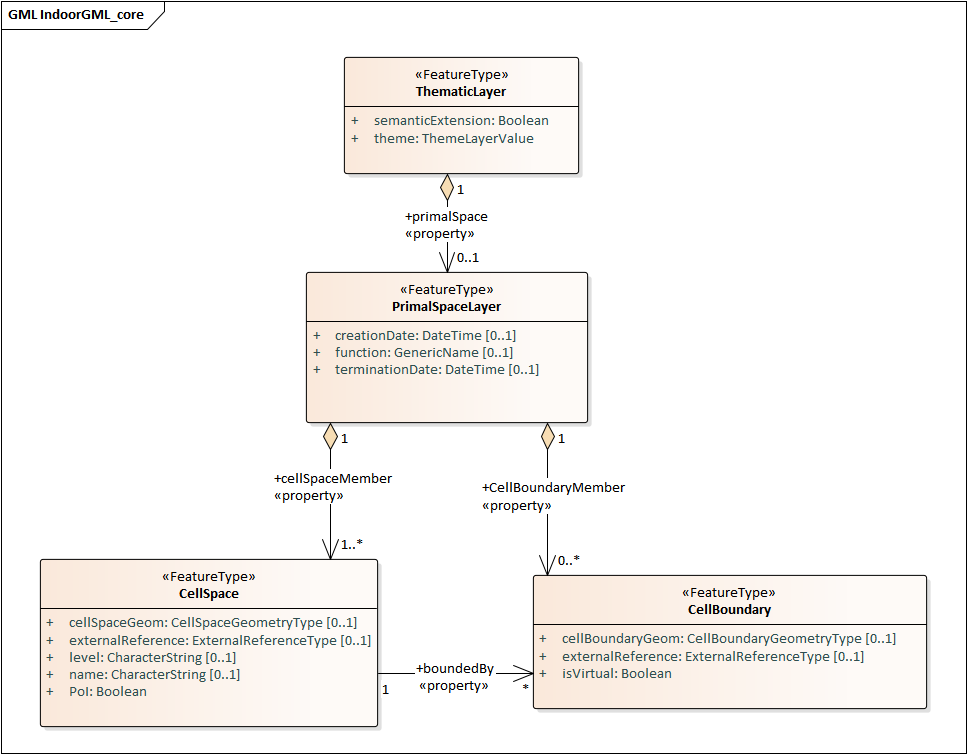 GML IndoorGML_core
«FeatureType»
ThematicLayer
+ semanticExtension: Boolean
+ theme: ThemeLayerValue
1
+primalSpace
«property»
0..1
«FeatureType»
PrimalSpaceLayer
+ creationDate: DateTime [0..1]
+ function: GenericName [0..1]
+ terminationDate: DateTime [0..1]
1
+cellSpaceMember
«property»
1..*
1
+CellBoundaryMember
«property»
0..*
«FeatureType»
CellSpace
+ cellSpaceGeom: CellSpaceGeometryType [0..1]
+ externalReference: ExternalReferenceType [0..1]
+ level: CharacterString [0..1]
+ name: CharacterString [0..1]
+ PoI: Boolean
+boundedBy
«property»
1
*
«FeatureType»
CellBoundary
+ cellBoundaryGeom: CellBoundaryGeometryType [0..1]
+ externalReference: ExternalReferenceType [0..1]
+ isVirtual: Boolean